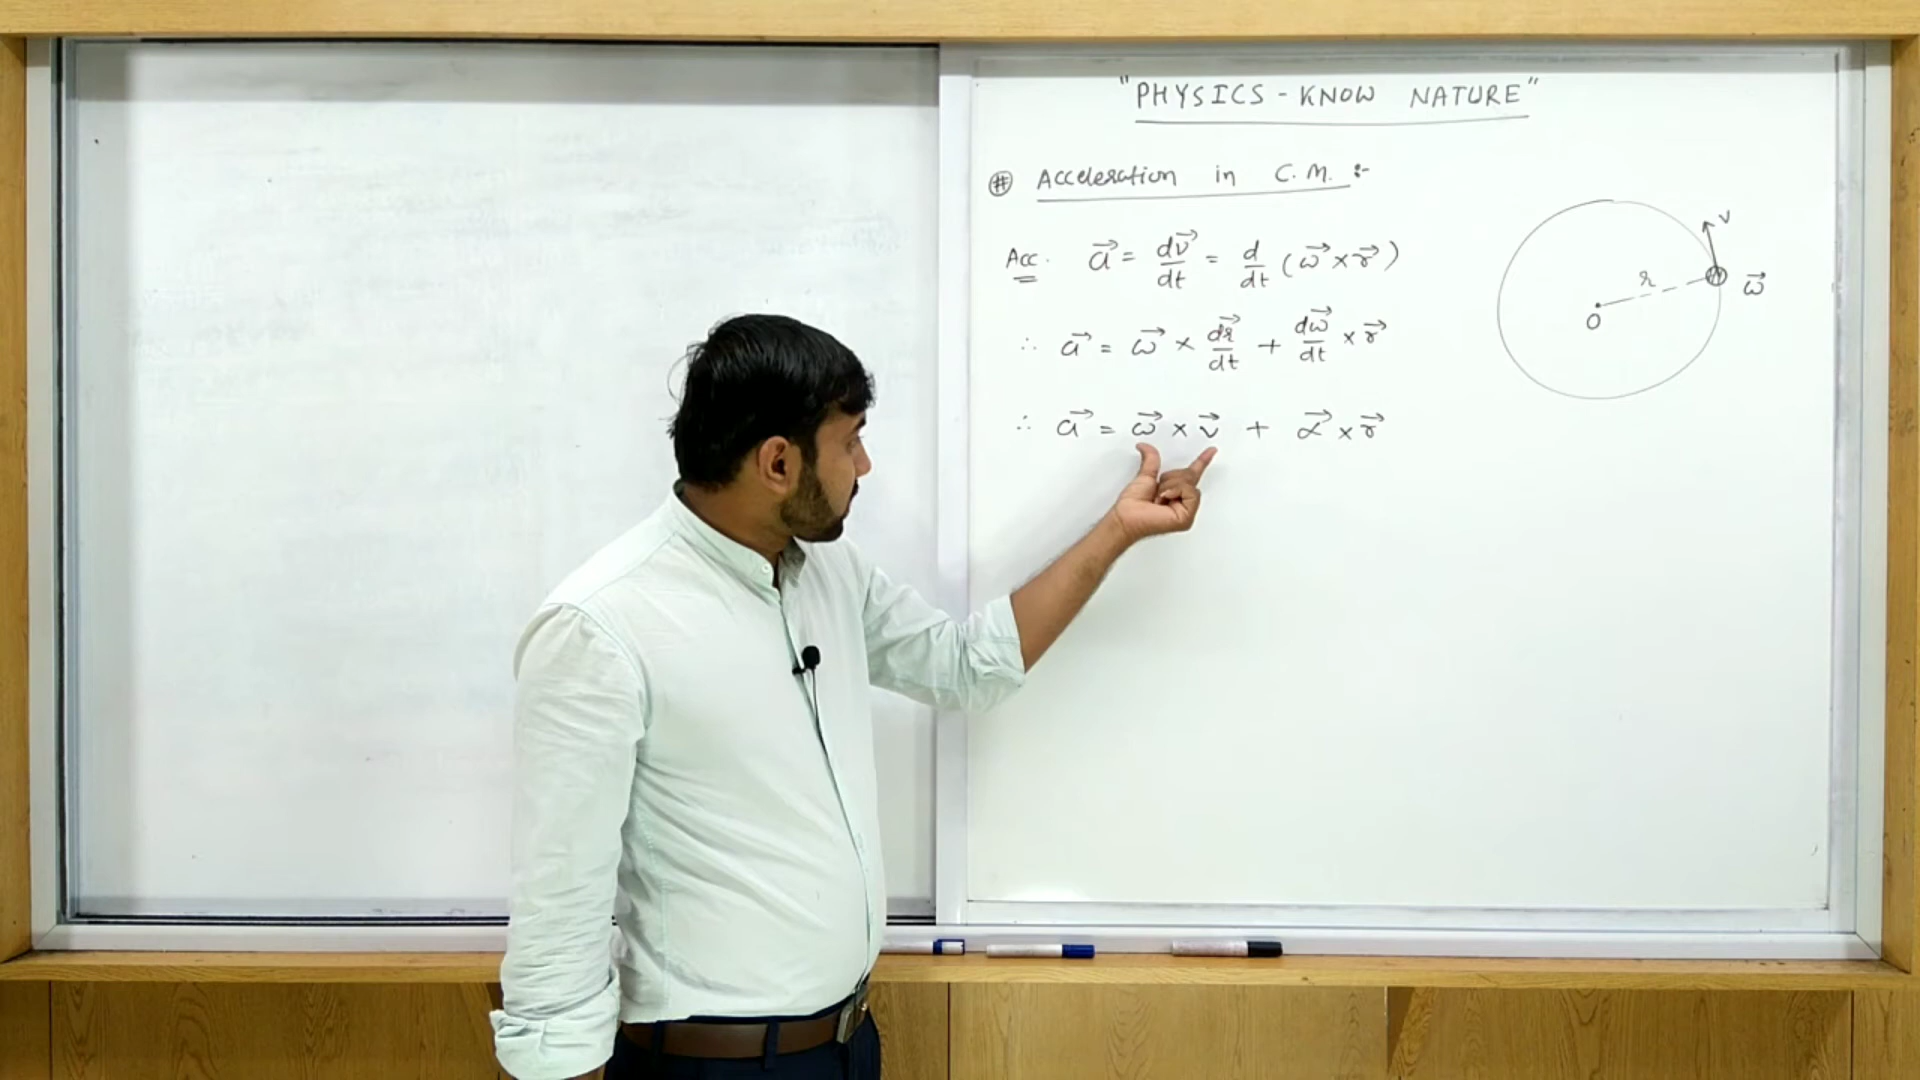 "PHYSICS - KNOW NATURE"
# Acceleration in C.M. :-
Acc. a⃗ = dv⃗/dt = d/dt (ω⃗ × r⃗)
∴ a⃗ = ω⃗ × dr⃗/dt + dω⃗/dt × r⃗
∴ a⃗ = ω⃗ × v⃗ + α⃗ × r⃗
v
r
ω⃗
O